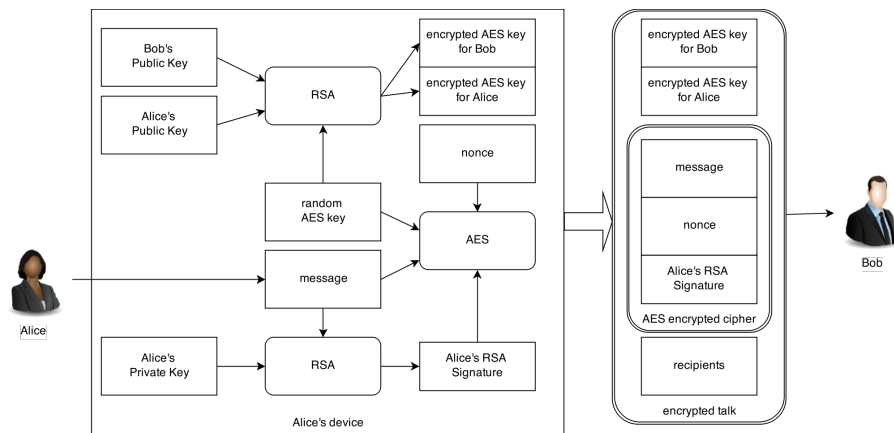 Bob's
Public Key
Alice's
Public Key
RSA
encrypted AES key
for Bob
encrypted AES key
for Alice
nonce
random
AES key
AES
message
Alice's
Private Key
RSA
Alice's RSA
Signature
Alice's device
Alice
encrypted AES key
for Bob
encrypted AES key
for Alice
message
nonce
Alice's RSA
Signature
AES encrypted cipher
recipients
encrypted talk
Bob